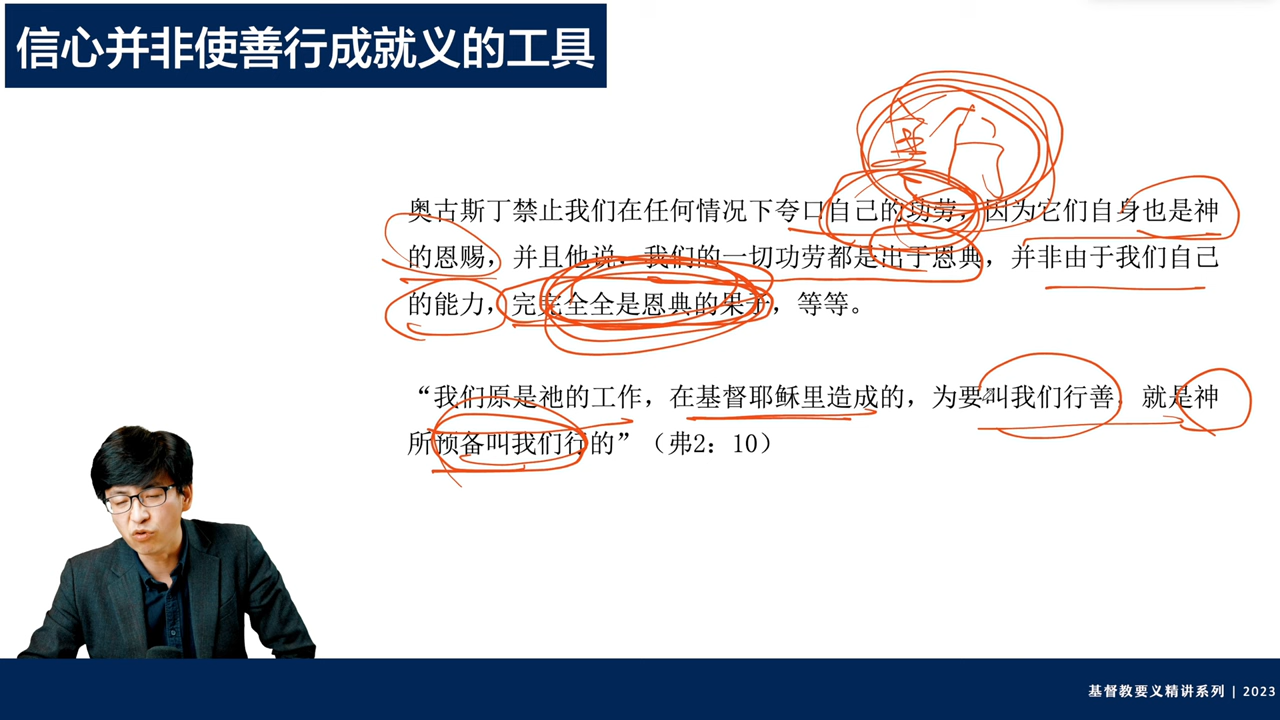 信心并非使善行成就义的工具
奥古斯丁禁止我们在任何情况下夸口自己的功劳，因为它们自身也是神
的恩赐，并且他说，我们的一切功劳都是出于恩典，并非由于我们自己
的能力，完完全全是恩典的果子，等等。
“我们原是祂的工作，在基督耶稣里造成的，为要叫我们行善，就是神
所预备叫我们行的”（弗2：10）
基督教要义精讲系列 | 2023